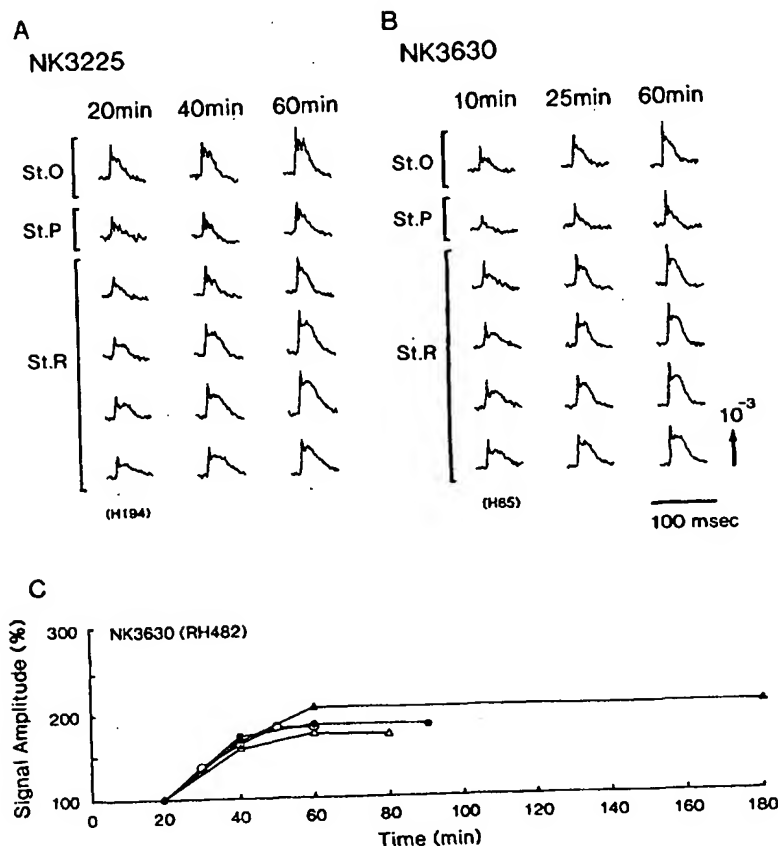 A
NK3225
20min 40min 60min
St.O
St.P
St.R
(H194)
B
NK3630
10min 25min 60min
St.O
St.P
St.R
(H65)
10⁻³
100 msec
C
NK3630 (RH482)
Signal Amplitude (%)
300
200
100
0 20 40 60 80 100 120 140 160 180
Time (min)